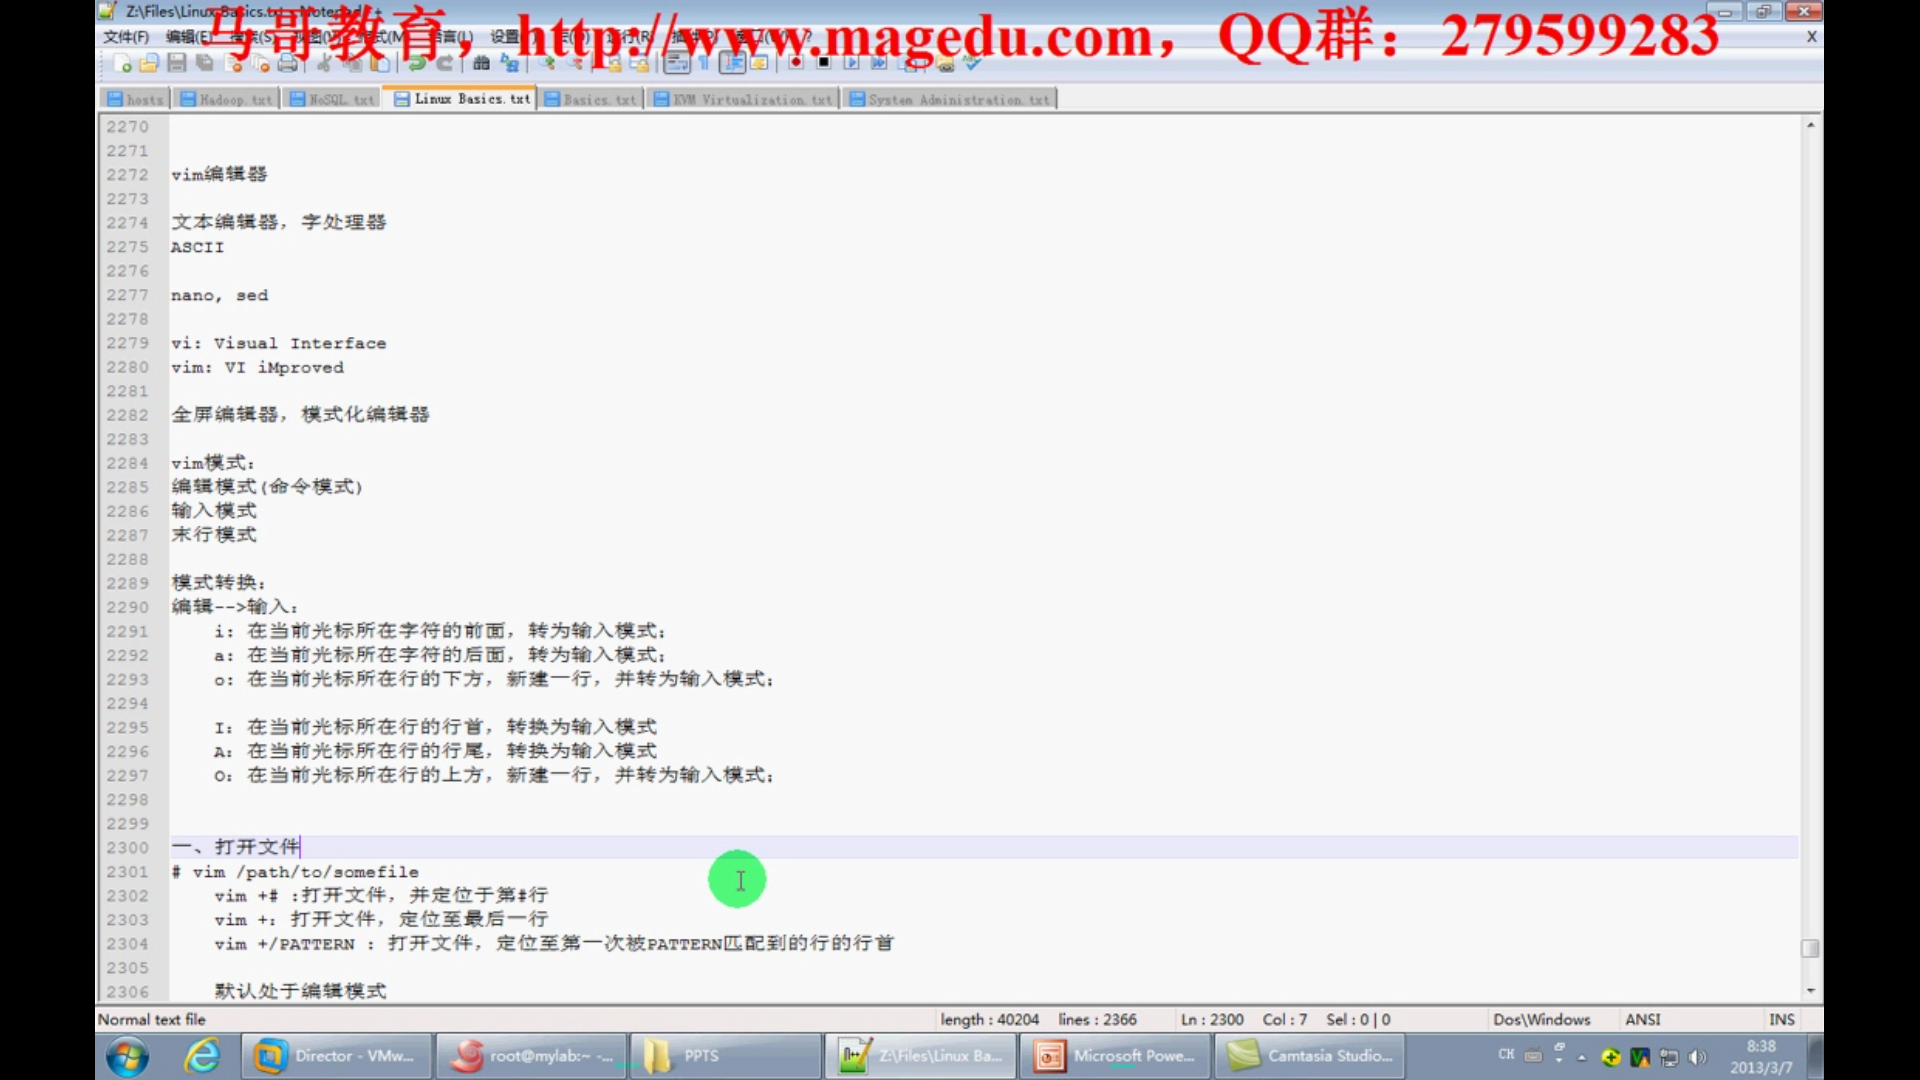 Z:\Files\Linux Basics.txt - Notepad++
马哥教育，http://www.magedu.com，QQ群：279599283
文件(F) 编辑(E) 语言(L)
hosts Hadoop.txt NoSQL.txt Linux Basics.txt Basics.txt KVM Virtualization.txt System Administration.txt
2270
2271
2272 vim编辑器
2273
2274 文本编辑器，字处理器
2275 ASCII
2276
2277 nano, sed
2278
2279 vi: Visual Interface
2280 vim: VI iMproved
2281
2282 全屏编辑器，模式化编辑器
2283
2284 vim模式：
2285 编辑模式(命令模式)
2286 输入模式
2287 末行模式
2288
2289 模式转换：
2290 编辑-->输入：
2291 i: 在当前光标所在字符的前面，转为输入模式；
2292 a: 在当前光标所在字符的后面，转为输入模式；
2293 o: 在当前光标所在行的下方，新建一行，并转为输入模式；
2294
2295 I：在当前光标所在行的行首，转换为输入模式
2296 A：在当前光标所在行的行尾，转换为输入模式
2297 O：在当前光标所在行的上方，新建一行，并转为输入模式；
2298
2299
2300 一、打开文件
2301 # vim /path/to/somefile
2302 vim +# :打开文件，并定位于第#行
2303 vim +：打开文件，定位至最后一行
2304 vim +/PATTERN : 打开文件，定位至第一次被PATTERN匹配到的行的行首
2305
2306 默认处于编辑模式
Normal text file length : 40204 lines : 2366 Ln : 2300 Col : 7 Sel : 0 | 0 Dos\Windows ANSI INS
Director - VMw... root@mylab:~ -... PPTS Z:\Files\Linux Ba... Microsoft Powe... Camtasia Studio... CH 8:38
2013/3/7